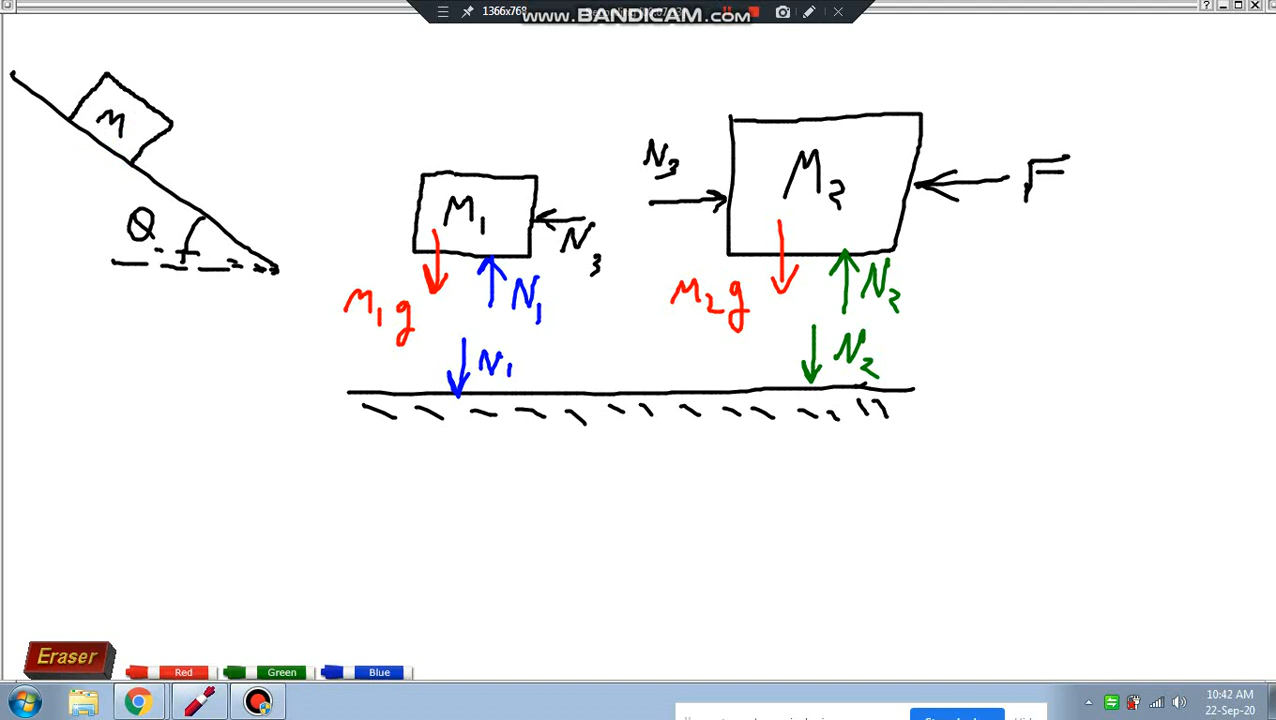 1366x768
www.BANDICAM.com
M
θ
M₁
N₃
M₁g
N₁
N₁
N₃
M₂
F
M₂g
N₂
N₂
Eraser
Red
Green
Blue
10:42 AM
22-Sep-20